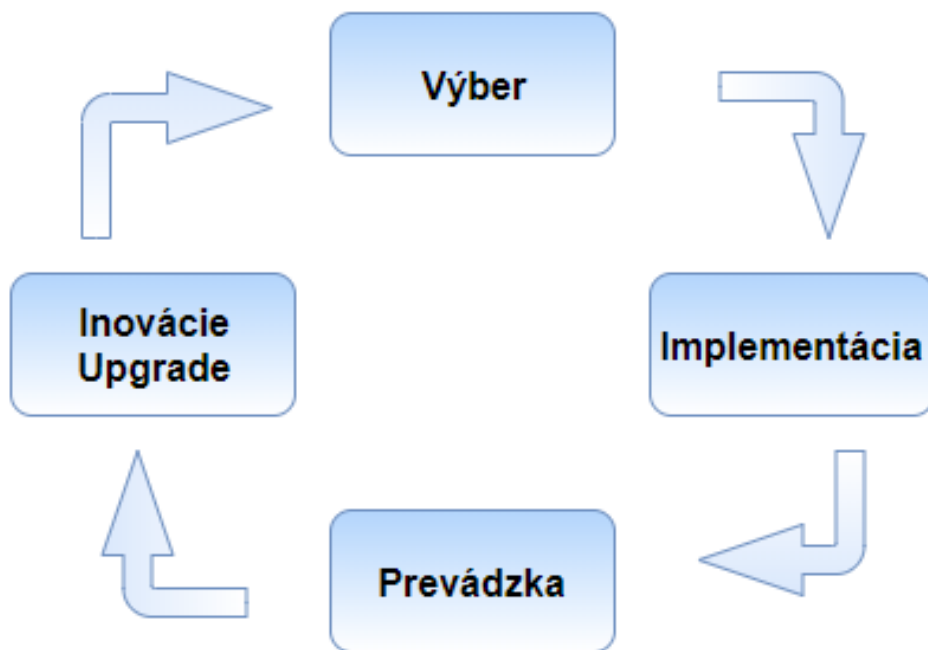 Výber
Inovácie
Upgrade
Implementácia
Prevádzka